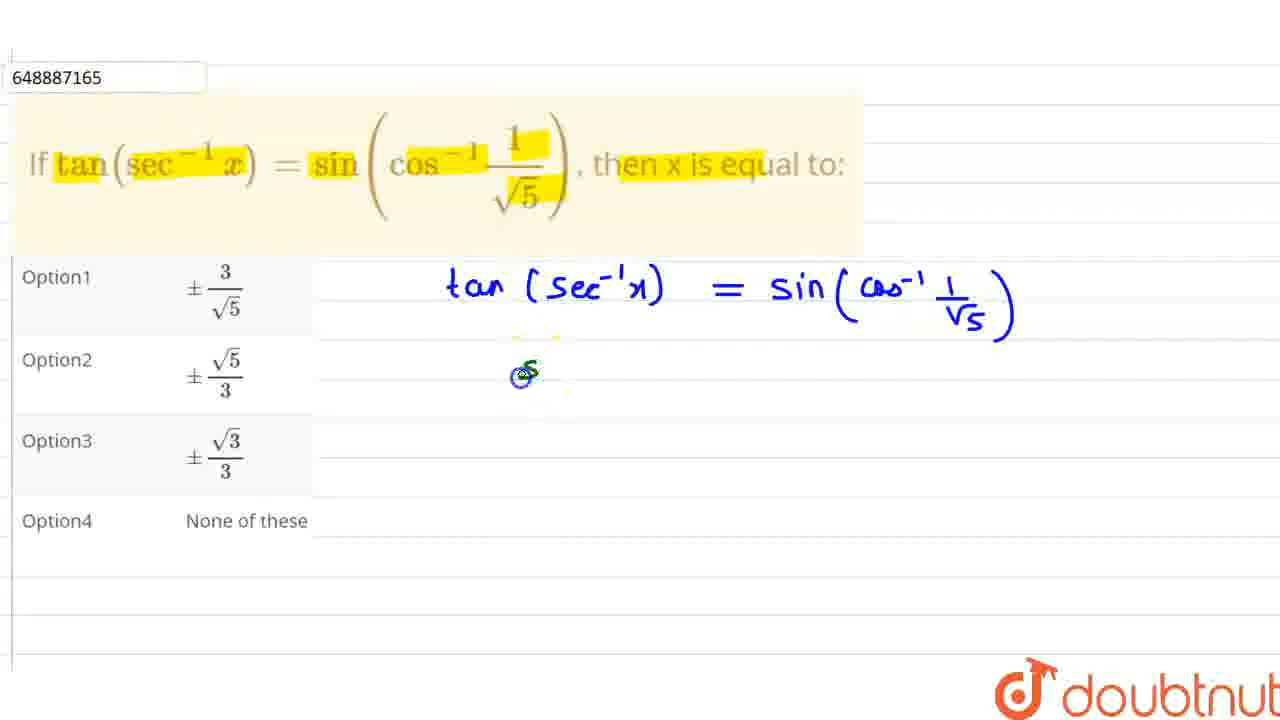 648887165
If tan(sec⁻¹ x) = sin(cos⁻¹ 1/√5), then x is equal to:
Option1 ± 3/√5
tan (sec⁻¹x) = sin(cos⁻¹ 1/√5)
Option2 ± √5/3
s
Option3 ± √3/3
Option4 None of these
doubtnut